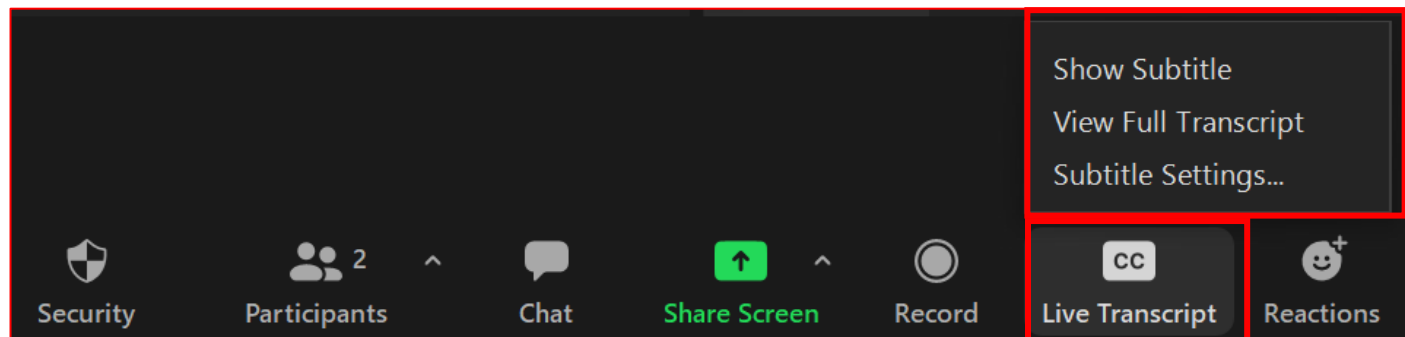 Show Subtitle
View Full Transcript
Subtitle Settings...
2
CC
Security
Participants
Chat
Share Screen
Record
Live Transcript
Reactions